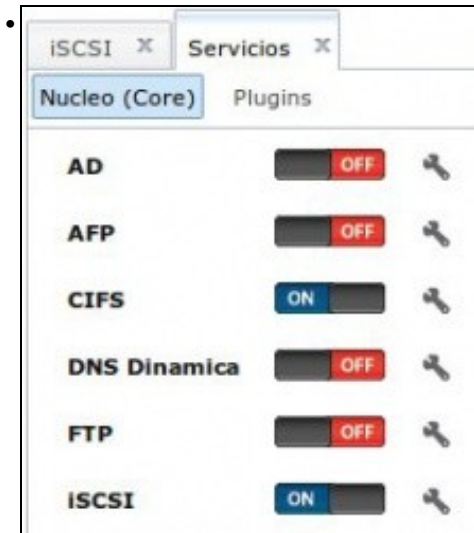 iSCSI Servicios
Nucleo (Core) Plugins
AD OFF
AFP OFF
CIFS ON
DNS Dinamica OFF
FTP OFF
iSCSI ON